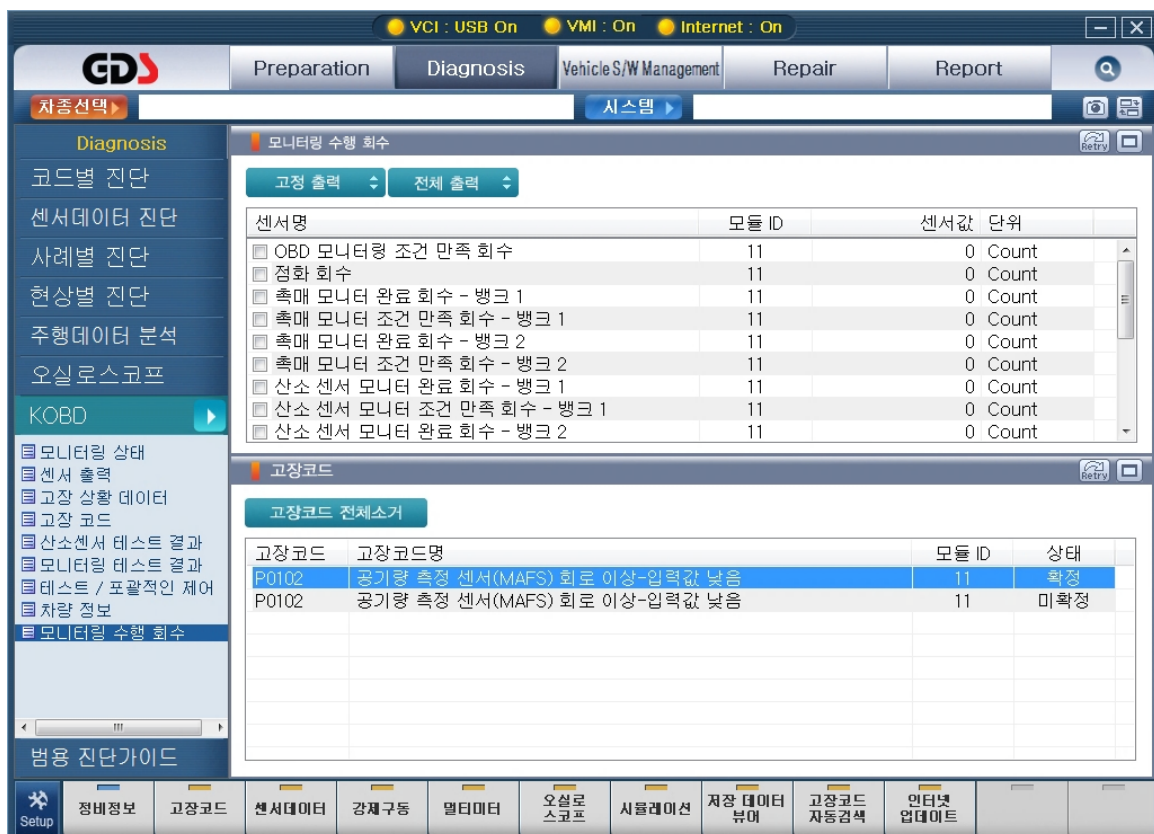 VCI : USB On VMI : On Internet : On
GDS Preparation Diagnosis Vehicle S/W Management Repair Report
차종선택 시스템
Diagnosis
코드별 진단
센서데이터 진단
사례별 진단
현상별 진단
주행데이터 분석
오실로스코프
KOBD
모니터링 상태
센서 출력
고장 상황 데이터
고장 코드
산소센서 테스트 결과
모니터링 테스트 결과
테스트 / 포괄적인 제어
차량 정보
모니터링 수행 회수
범용 진단가이드
모니터링 수행 회수 Retry
고정 출력 전체 출력
센서명 모듈 ID 센서값 단위
OBD 모니터링 조건 만족 회수 11 0 Count
점화 회수 11 0 Count
촉매 모니터 완료 회수 - 뱅크 1 11 0 Count
촉매 모니터 조건 만족 회수 - 뱅크 1 11 0 Count
촉매 모니터 완료 회수 - 뱅크 2 11 0 Count
촉매 모니터 조건 만족 회수 - 뱅크 2 11 0 Count
산소 센서 모니터 완료 회수 - 뱅크 1 11 0 Count
산소 센서 모니터 조건 만족 회수 - 뱅크 1 11 0 Count
산소 센서 모니터 완료 회수 - 뱅크 2 11 0 Count
고장코드 Retry
고장코드 전체소거
고장코드 고장코드명 모듈 ID 상태
P0102 공기량 측정 센서(MAFS) 회로 이상-입력값 낮음 11 확정
P0102 공기량 측정 센서(MAFS) 회로 이상-입력값 낮음 11 미확정
Setup 정비정보 고장코드 센서데이터 강제구동 멀티미터 오실로 스코프 시뮬레이션 저장 데이터 뷰어 고장코드 자동검색 인터넷 업데이트